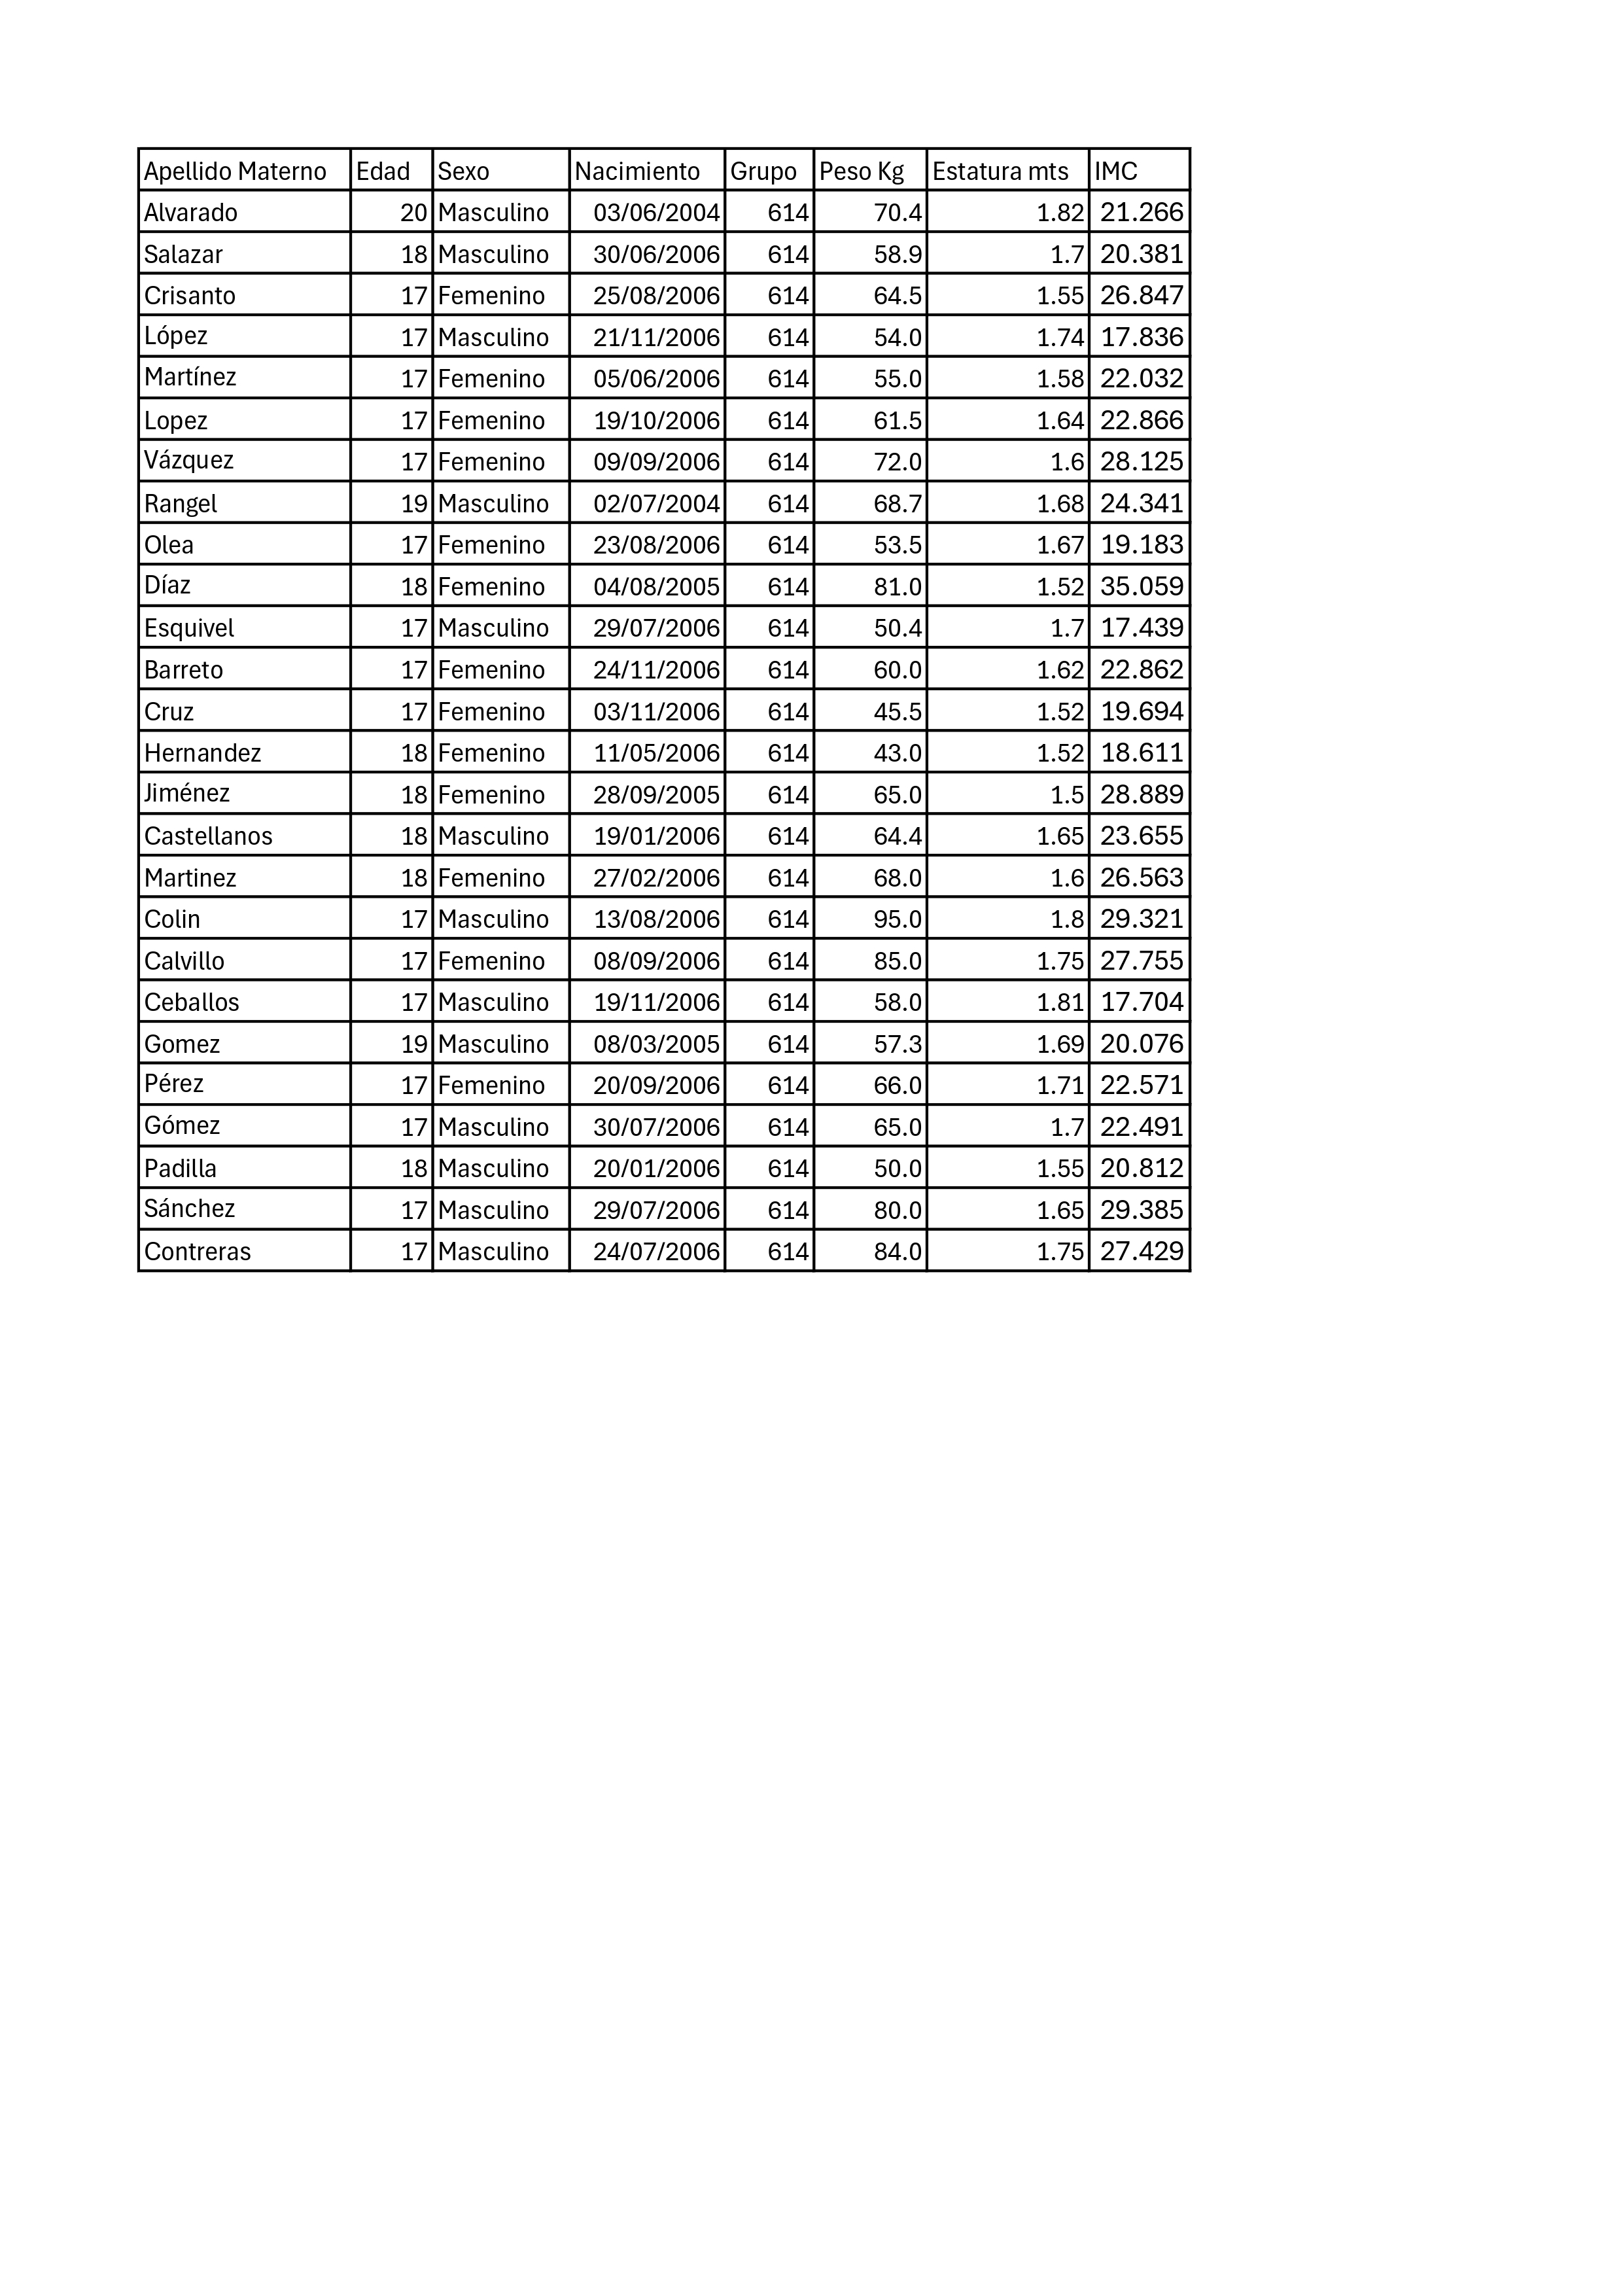 Apellido Materno Edad Sexo Nacimiento Grupo Peso Kg Estatura mts IMC
Alvarado 20 Masculino 03/06/2004 614 70.4 1.82 21.266
Salazar 18 Masculino 30/06/2006 614 58.9 1.7 20.381
Crisanto 17 Femenino 25/08/2006 614 64.5 1.55 26.847
López 17 Masculino 21/11/2006 614 54.0 1.74 17.836
Martínez 17 Femenino 05/06/2006 614 55.0 1.58 22.032
Lopez 17 Femenino 19/10/2006 614 61.5 1.64 22.866
Vázquez 17 Femenino 09/09/2006 614 72.0 1.6 28.125
Rangel 19 Masculino 02/07/2004 614 68.7 1.68 24.341
Olea 17 Femenino 23/08/2006 614 53.5 1.67 19.183
Díaz 18 Femenino 04/08/2005 614 81.0 1.52 35.059
Esquivel 17 Masculino 29/07/2006 614 50.4 1.7 17.439
Barreto 17 Femenino 24/11/2006 614 60.0 1.62 22.862
Cruz 17 Femenino 03/11/2006 614 45.5 1.52 19.694
Hernandez 18 Femenino 11/05/2006 614 43.0 1.52 18.611
Jiménez 18 Femenino 28/09/2005 614 65.0 1.5 28.889
Castellanos 18 Masculino 19/01/2006 614 64.4 1.65 23.655
Martinez 18 Femenino 27/02/2006 614 68.0 1.6 26.563
Colin 17 Masculino 13/08/2006 614 95.0 1.8 29.321
Calvillo 17 Femenino 08/09/2006 614 85.0 1.75 27.755
Ceballos 17 Masculino 19/11/2006 614 58.0 1.81 17.704
Gomez 19 Masculino 08/03/2005 614 57.3 1.69 20.076
Pérez 17 Femenino 20/09/2006 614 66.0 1.71 22.571
Gómez 17 Masculino 30/07/2006 614 65.0 1.7 22.491
Padilla 18 Masculino 20/01/2006 614 50.0 1.55 20.812
Sánchez 17 Masculino 29/07/2006 614 80.0 1.65 29.385
Contreras 17 Masculino 24/07/2006 614 84.0 1.75 27.429